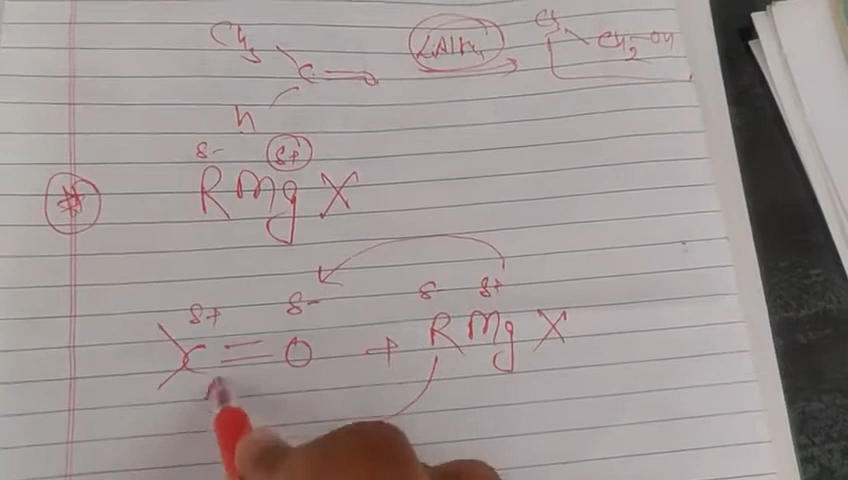 CH3 LiAlH4 CH3
C=O CH2-OH
H
δ- δ+
* RMgX
δ+ δ- δ- δ+
C=O + RMgX